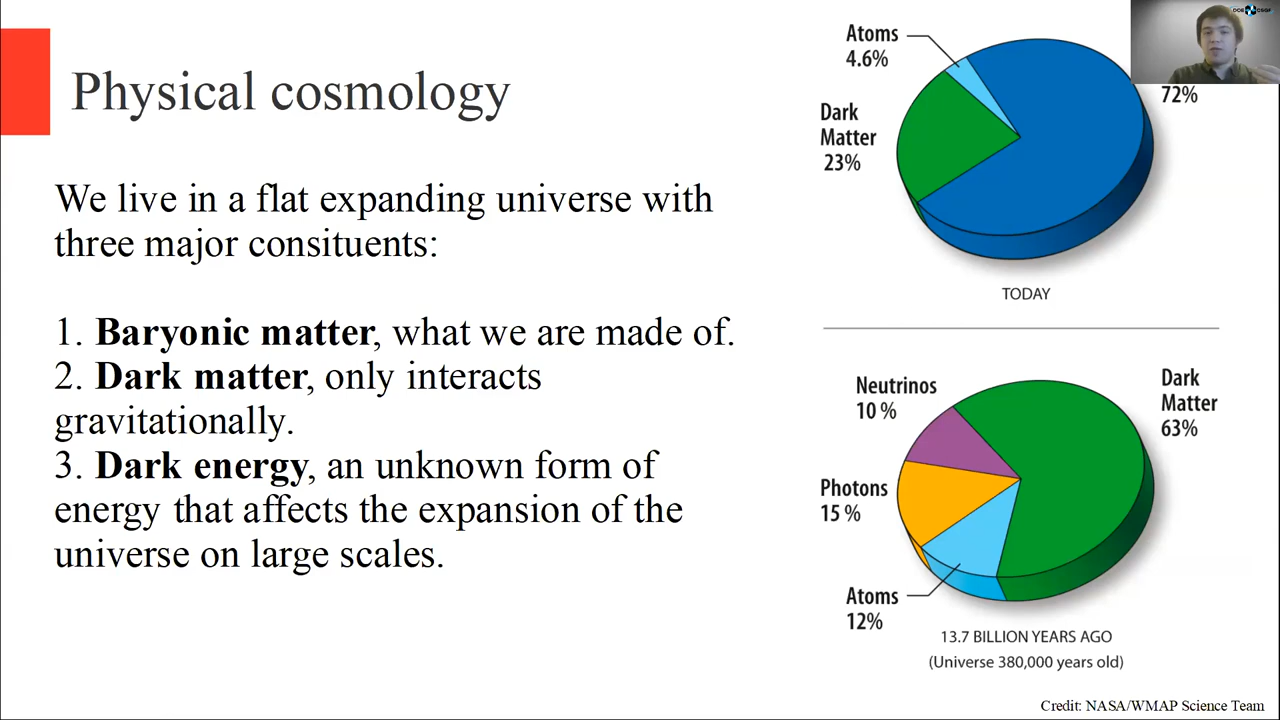 Physical cosmology
We live in a flat expanding universe with
three major consituents:
1. Baryonic matter, what we are made of.
2. Dark matter, only interacts
gravitationally.
3. Dark energy, an unknown form of
energy that affects the expansion of the
universe on large scales.
Atoms
4.6%
Dark
Matter
23%
72%
TODAY
Neutrinos
10 %
Dark
Matter
63%
Photons
15 %
Atoms
12%
13.7 BILLION YEARS AGO
(Universe 380,000 years old)
Credit: NASA/WMAP Science Team